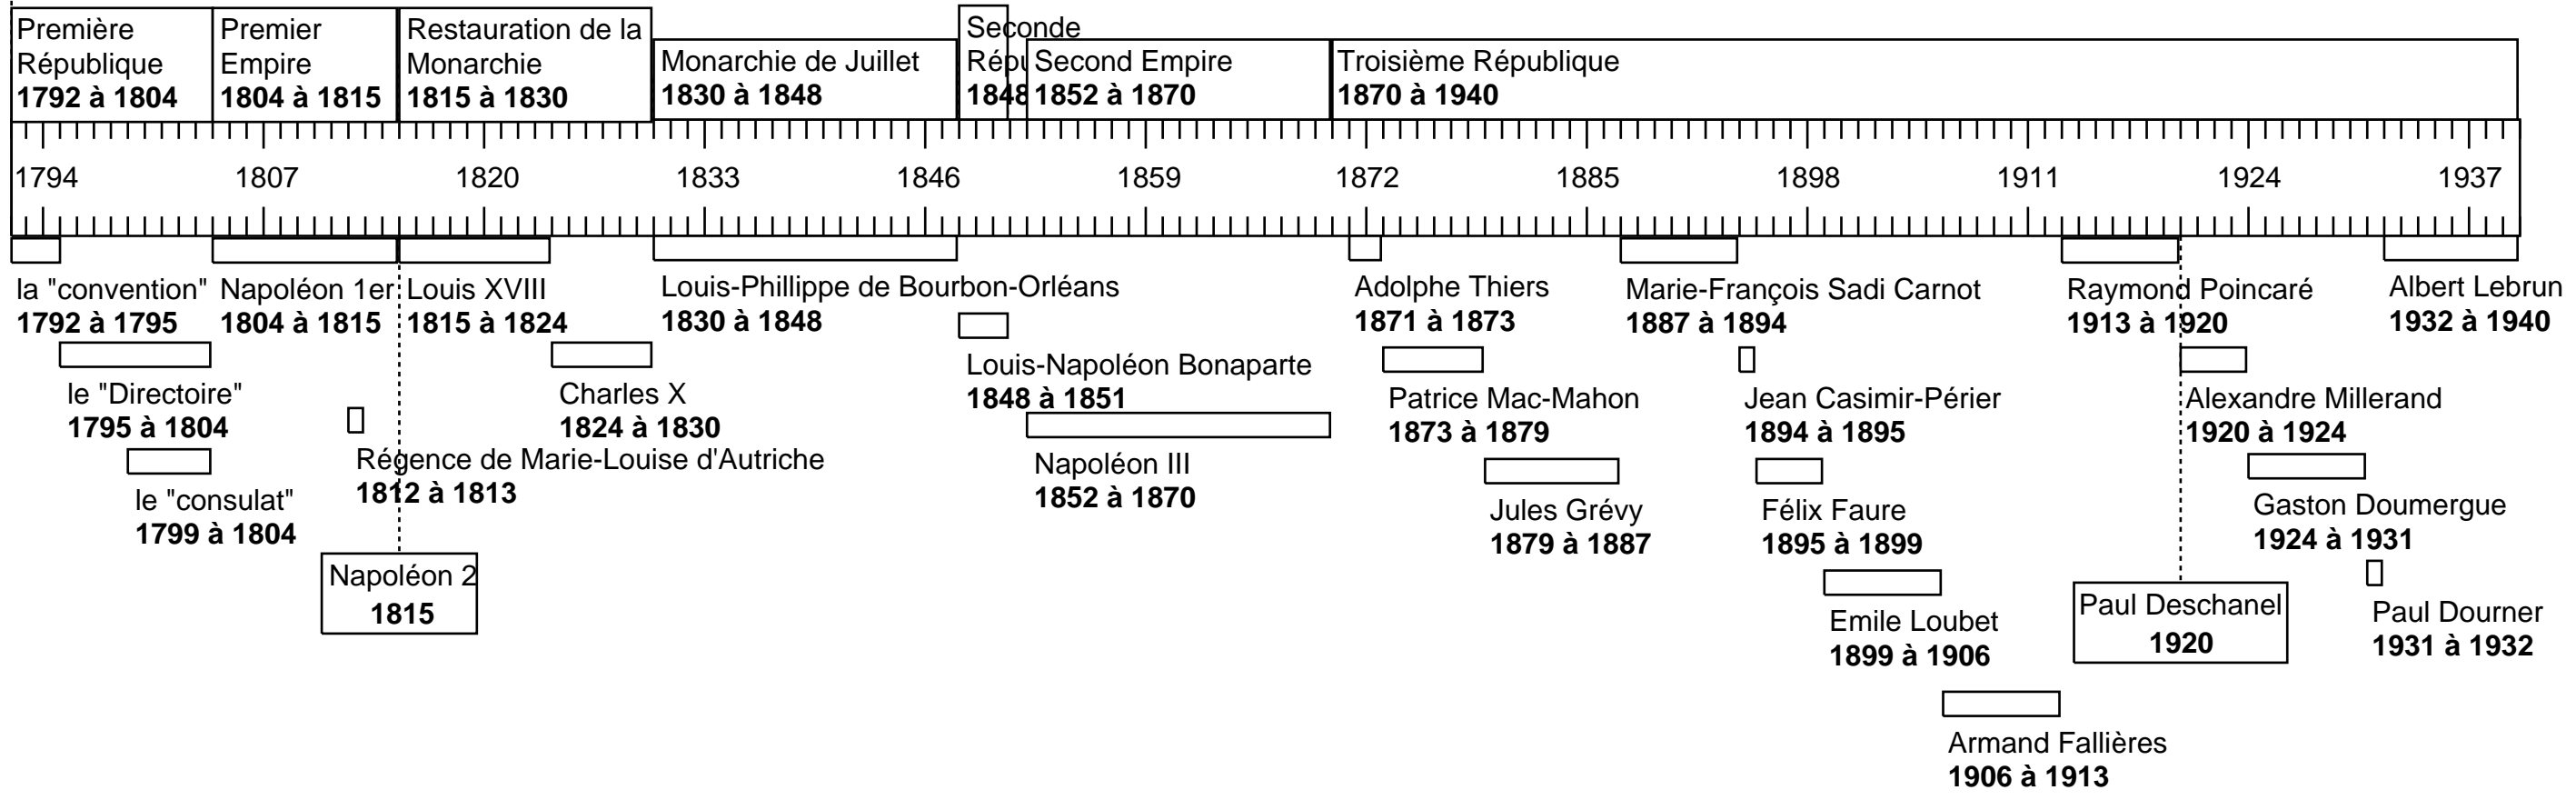 Première
République
1792 à 1804
Premier
Empire
1804 à 1815
Restauration de la
Monarchie
1815 à 1830
Monarchie de Juillet
1830 à 1848
Seconde
1848
Second Empire
1852 à 1870
Troisième République
1870 à 1940
1794 1807 1820 1833 1846 1859 1872 1885 1898 1911 1924 1937
la "convention"
1792 à 1795
Napoléon 1er
1804 à 1815
Louis XVIII
1815 à 1824
Louis-Phillippe de Bourbon-Orléans
1830 à 1848
Adolphe Thiers
1871 à 1873
Marie-François Sadi Carnot
1887 à 1894
Raymond Poincaré
1913 à 1920
Albert Lebrun
1932 à 1940
le "Directoire"
1795 à 1804
Charles X
1824 à 1830
Louis-Napoléon Bonaparte
1848 à 1851
Patrice Mac-Mahon
1873 à 1879
Jean Casimir-Périer
1894 à 1895
Alexandre Millerand
1920 à 1924
le "consulat"
1799 à 1804
Régence de Marie-Louise d'Autriche
1812 à 1813
Napoléon III
1852 à 1870
Jules Grévy
1879 à 1887
Félix Faure
1895 à 1899
Gaston Doumergue
1924 à 1931
Napoléon 2
1815
Emile Loubet
1899 à 1906
Paul Deschanel
1920
Paul Dourner
1931 à 1932
Armand Fallières
1906 à 1913